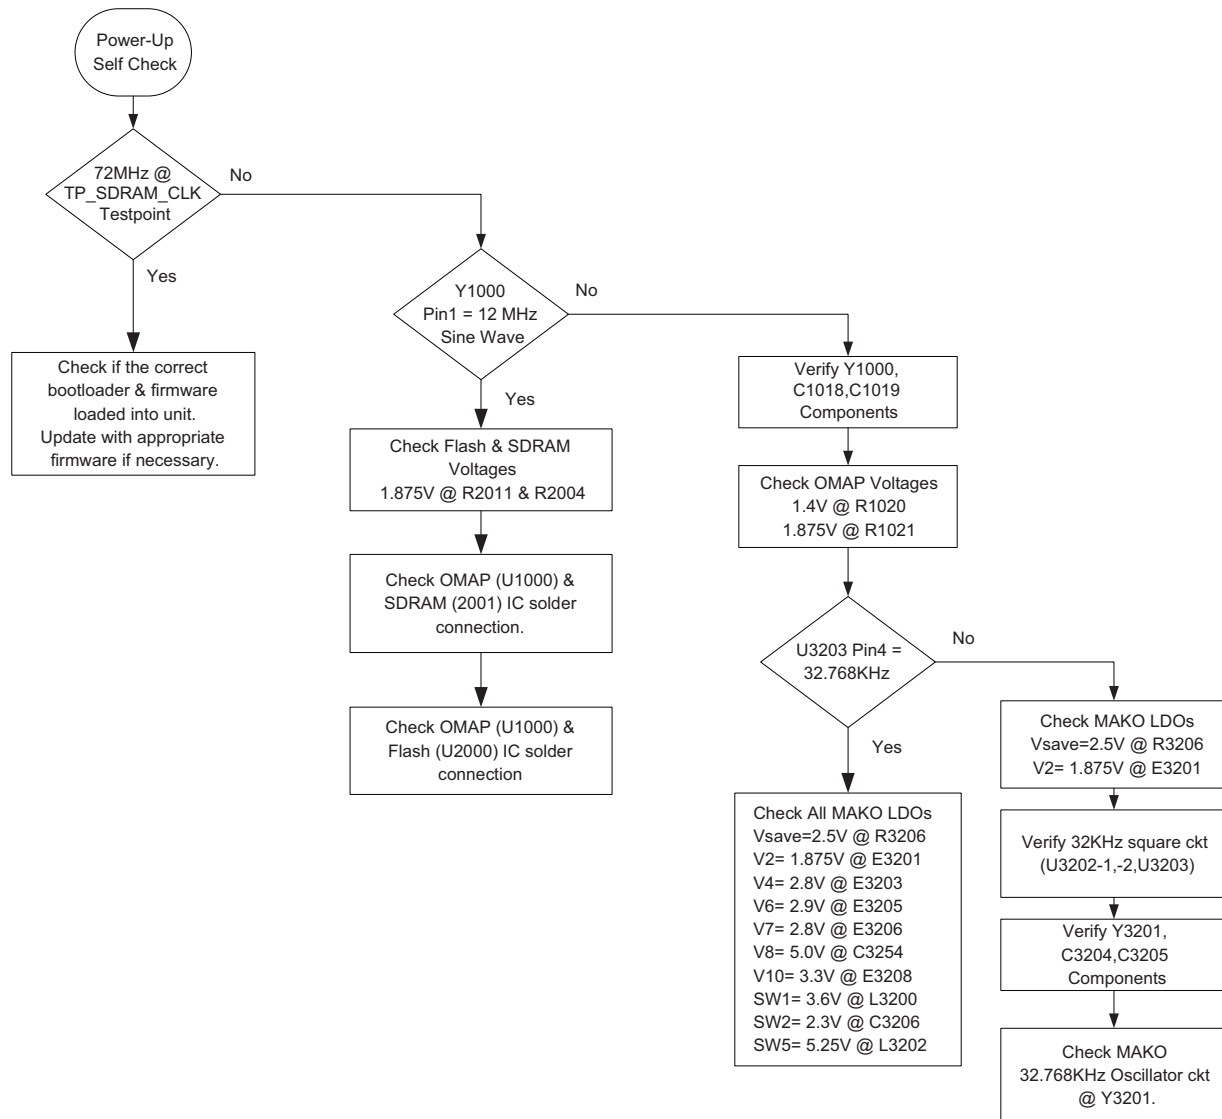 Power-Up
Self Check
72MHz @
TP_SDRAM_CLK
Testpoint
No
Yes
Check if the correct
bootloader & firmware
loaded into unit.
Update with appropriate
firmware if necessary.
Y1000
Pin1 = 12 MHz
Sine Wave
No
Yes
Check Flash & SDRAM
Voltages
1.875V @ R2011 & R2004
Check OMAP (U1000) &
SDRAM (2001) IC solder
connection.
Check OMAP (U1000) &
Flash (U2000) IC solder
connection
Verify Y1000,
C1018,C1019
Components
Check OMAP Voltages
1.4V @ R1020
1.875V @ R1021
U3203 Pin4 =
32.768KHz
No
Yes
Check All MAKO LDOs
Vsave=2.5V @ R3206
V2= 1.875V @ E3201
V4= 2.8V @ E3203
V6= 2.9V @ E3205
V7= 2.8V @ E3206
V8= 5.0V @ C3254
V10= 3.3V @ E3208
SW1= 3.6V @ L3200
SW2= 2.3V @ C3206
SW5= 5.25V @ L3202
Check MAKO LDOs
Vsave=2.5V @ R3206
V2= 1.875V @ E3201
Verify 32KHz square ckt
(U3202-1,-2,U3203)
Verify Y3201,
C3204,C3205
Components
Check MAKO
32.768KHz Oscillator ckt
@ Y3201.